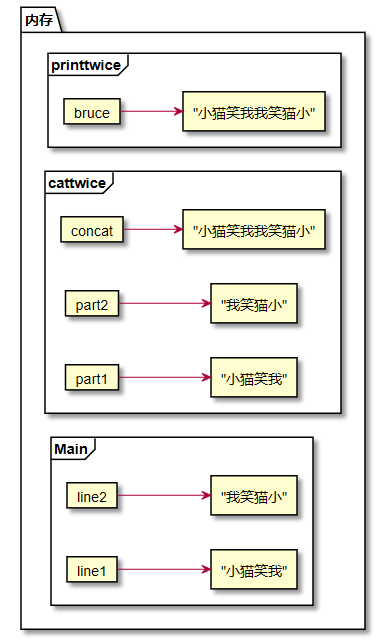 内存
printtwice
bruce
"小猫笑我我笑猫小"
cattwice
concat
"小猫笑我我笑猫小"
part2
"我笑猫小"
part1
"小猫笑我"
Main
line2
"我笑猫小"
line1
"小猫笑我"